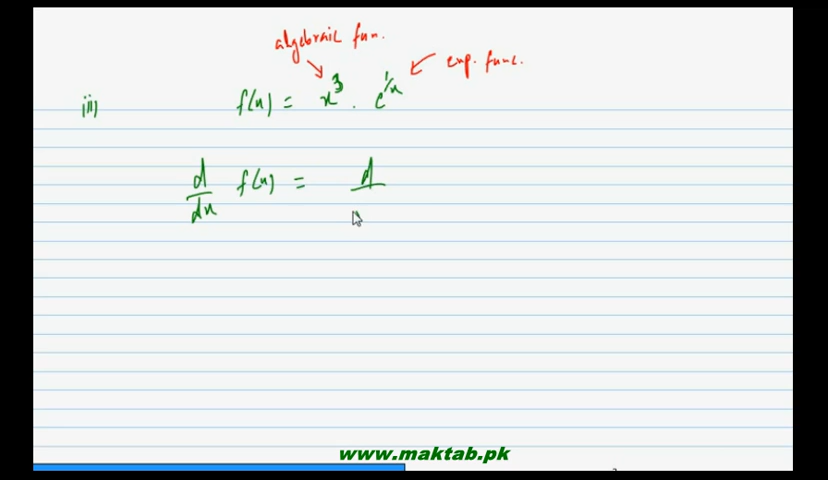 algebraic fun.
exp. func.
iii) f(x) = x³ · e^{1/x}
d/dx f(x) = d
www.maktab.pk